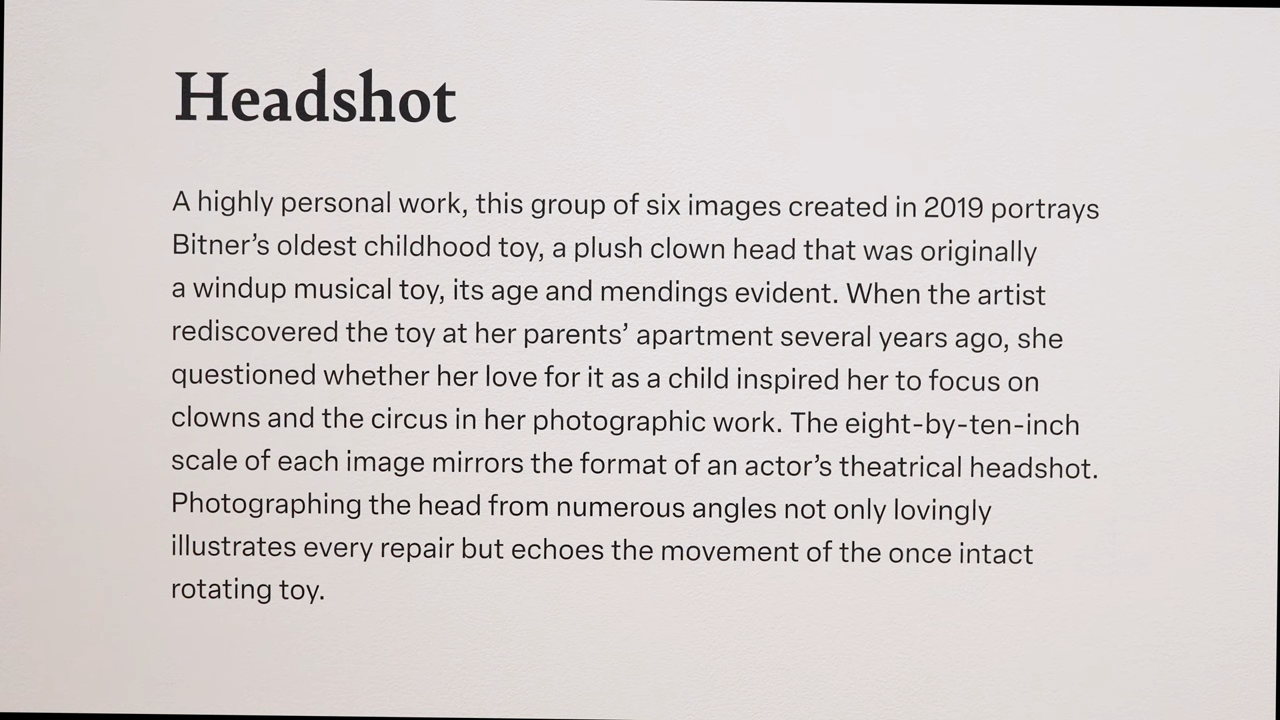 Headshot
A highly personal work, this group of six images created in 2019 portrays
Bitner’s oldest childhood toy, a plush clown head that was originally
a windup musical toy, its age and mendings evident. When the artist
rediscovered the toy at her parents’ apartment several years ago, she
questioned whether her love for it as a child inspired her to focus on
clowns and the circus in her photographic work. The eight-by-ten-inch
scale of each image mirrors the format of an actor’s theatrical headshot.
Photographing the head from numerous angles not only lovingly
illustrates every repair but echoes the movement of the once intact
rotating toy.